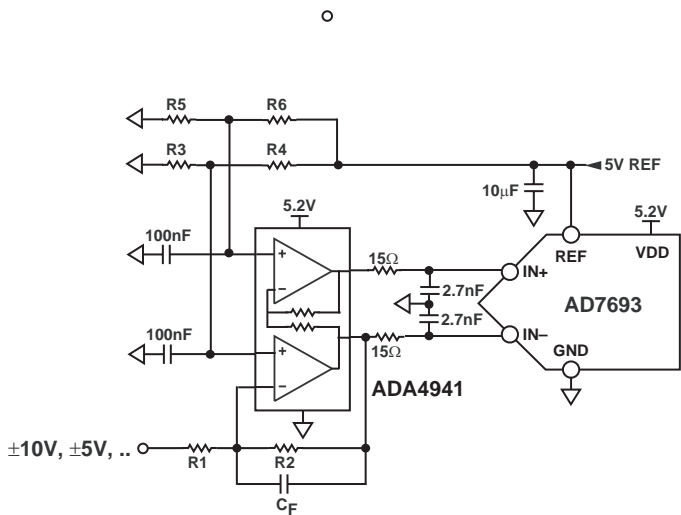 R5 R6
R3 R4
5V REF
10μF
5.2V
5.2V
100nF
REF VDD
15Ω
IN+
2.7nF
AD7693
2.7nF
IN−
15Ω
GND
100nF
ADA4941
±10V, ±5V, ..
R1 R2
CF
+
−
+
−